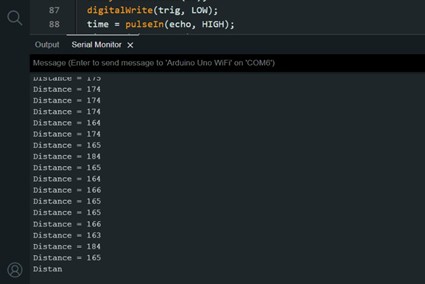 87 digitalWrite(trig, LOW);
88 time = pulseIn(echo, HIGH);
Output Serial Monitor ×
Message (Enter to send message to 'Arduino Uno WiFi' on 'COM6')
Distance = 175
Distance = 174
Distance = 174
Distance = 174
Distance = 164
Distance = 174
Distance = 165
Distance = 184
Distance = 165
Distance = 164
Distance = 166
Distance = 165
Distance = 165
Distance = 166
Distance = 163
Distance = 184
Distance = 165
Distan